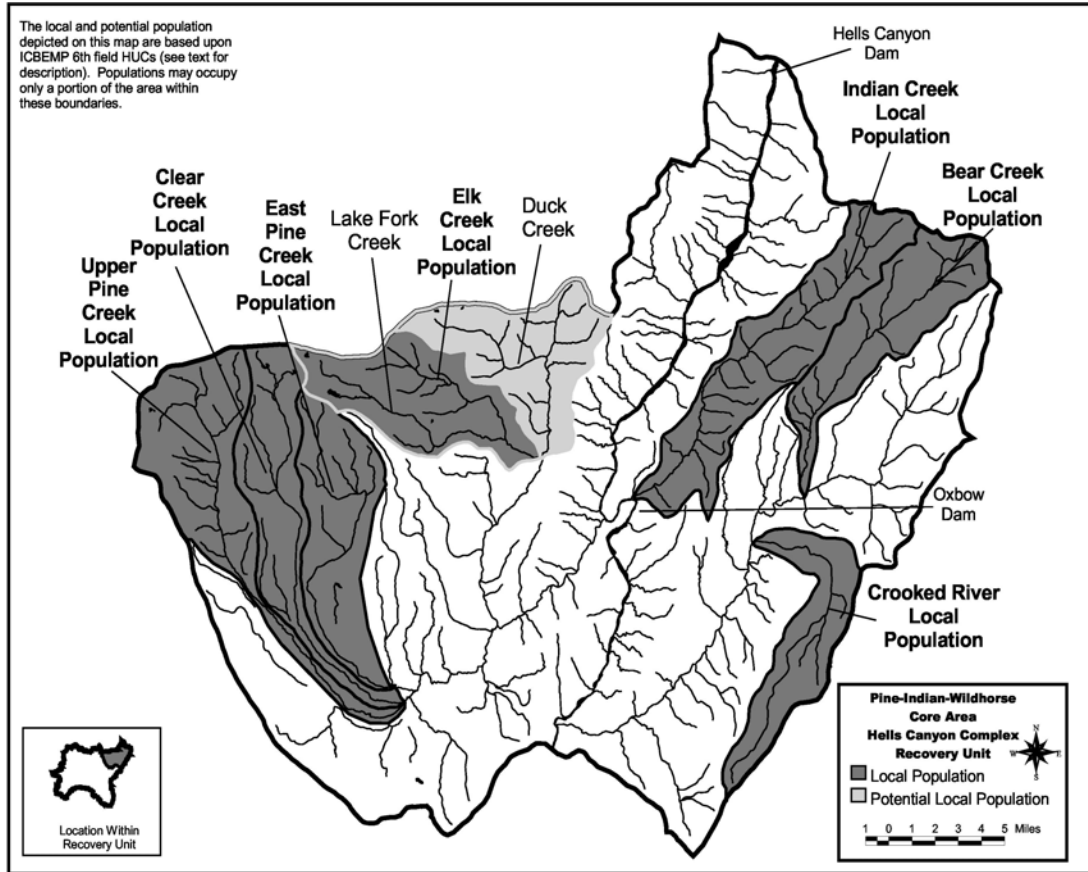 The local and potential population
depicted on this map are based upon
ICBEMP 6th field HUCs (see text for
description). Populations may occupy
only a portion of the area within
these boundaries.
Hells Canyon
Dam
Indian Creek
Local
Population
Bear Creek
Local
Population
Clear
Creek
Local
Population
East
Pine
Creek
Local
Population
Lake Fork
Creek
Elk
Creek
Local
Population
Duck
Creek
Upper
Pine
Creek
Local
Population
Oxbow
Dam
Crooked River
Local
Population
Pine-Indian-Wildhorse
Core Area
Hells Canyon Complex
Recovery Unit
N
W E
S
Local Population
Potential Local Population
1 0 1 2 3 4 5 Miles
Location Within
Recovery Unit